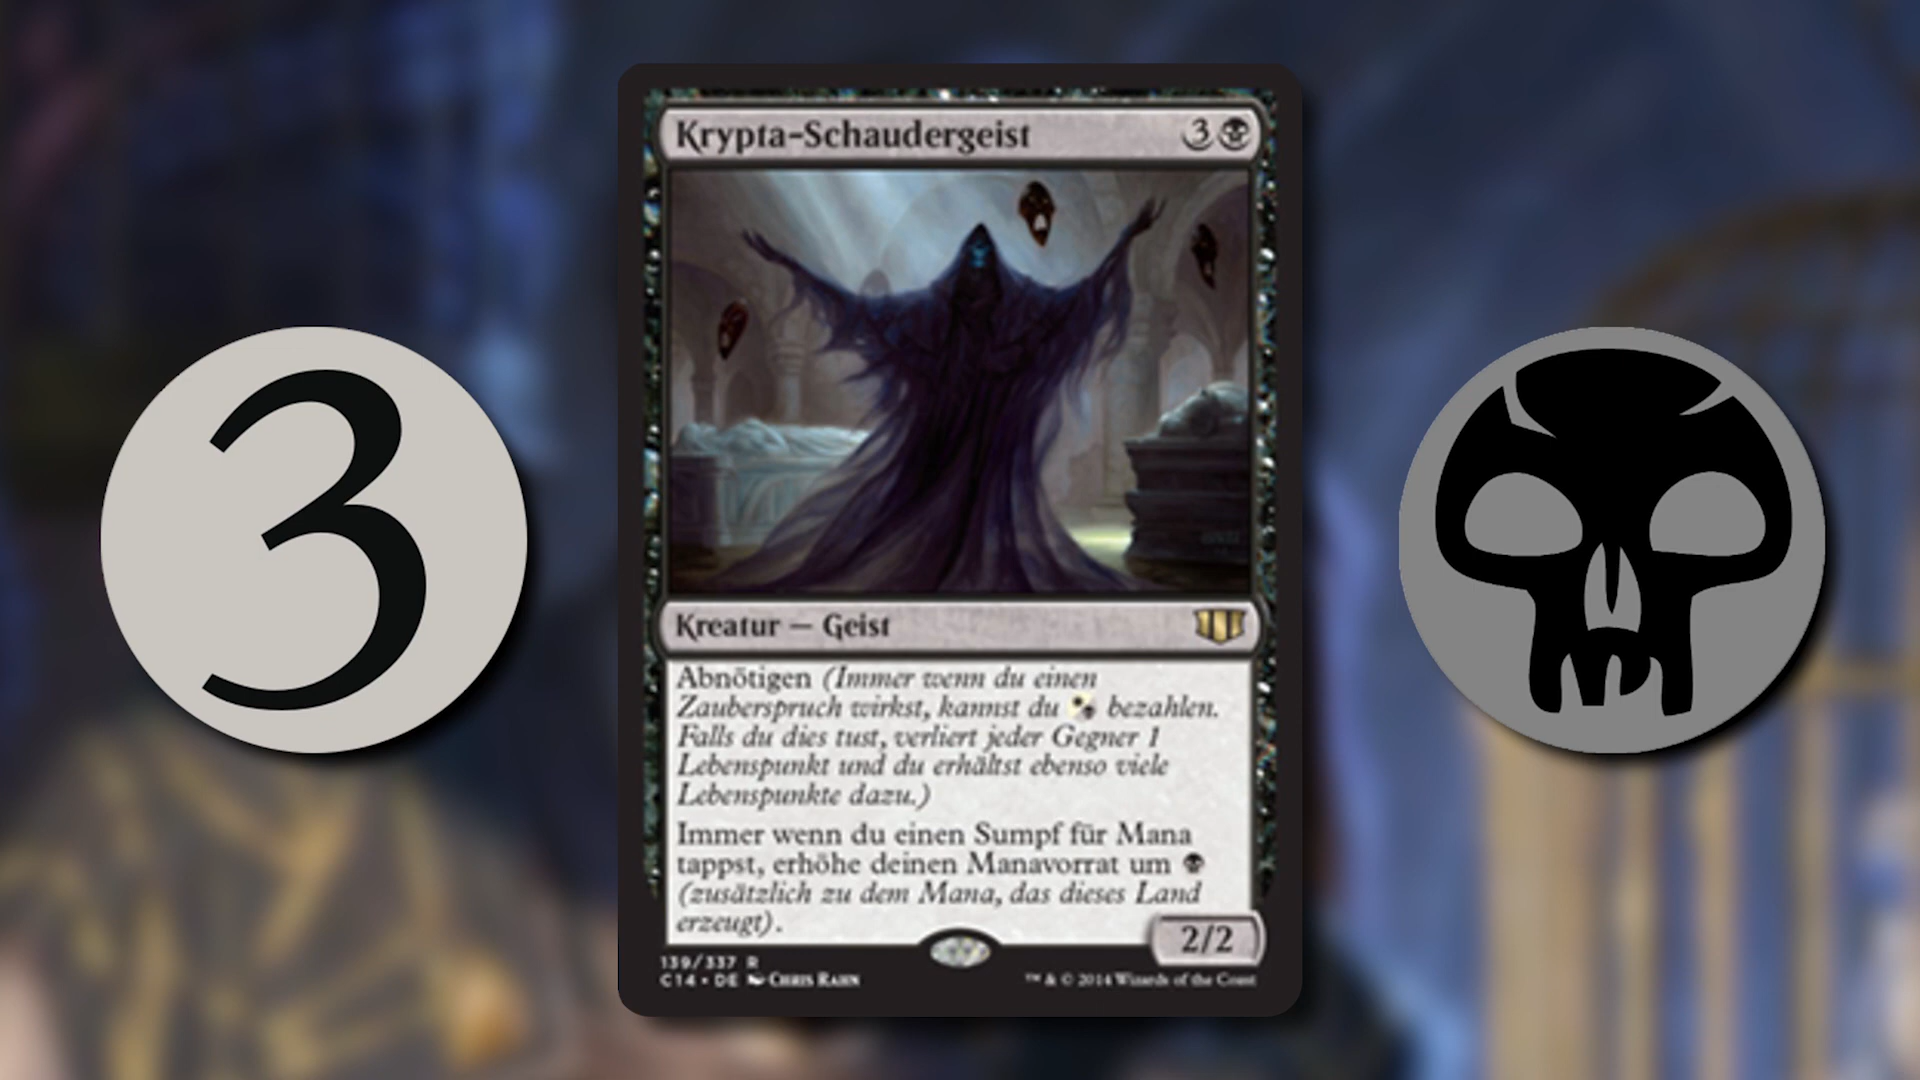 3
Krypta-Schaudergeist 3
Kreatur — Geist
Abnötigen (Immer wenn du einen
Zauberspruch wirkst, kannst du bezahlen.
Falls du dies tust, verliert jeder Gegner 1
Lebenspunkt und du erhältst ebenso viele
Lebenspunkte dazu.)
Immer wenn du einen Sumpf für Mana
tappst, erhöhe deinen Manavorrat um
(zusätzlich zu dem Mana, das dieses Land
erzeugt).
2/2
139/337 R
C14 • DE CHRIS RAHN
™ & © 2014 Wizards of the Coast